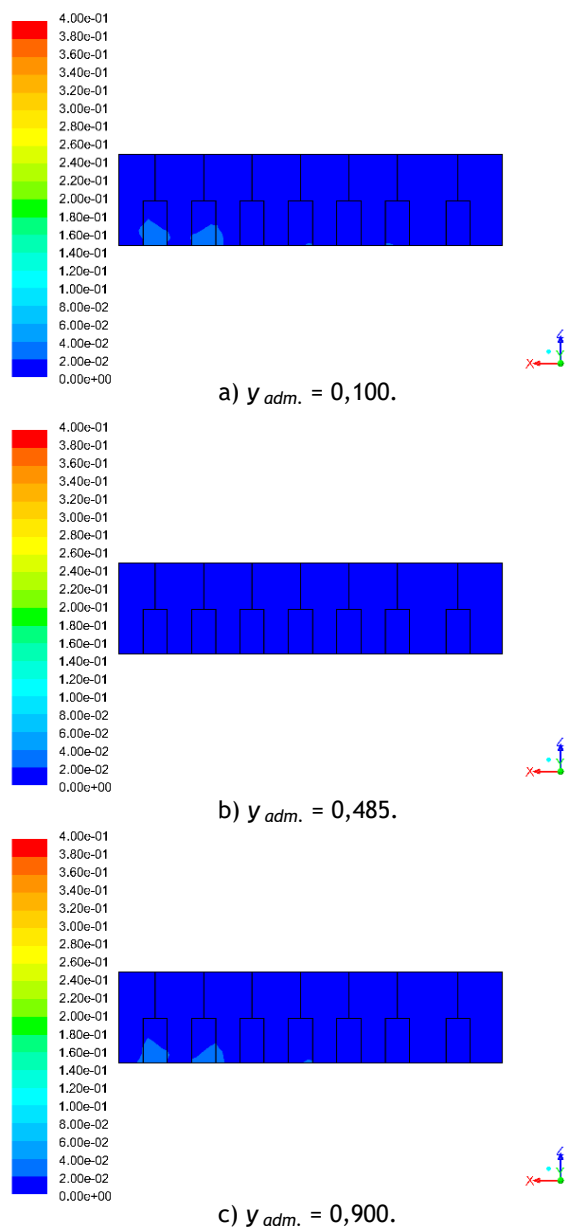 4.00e-01
3.80e-01
3.60e-01
3.40e-01
3.20e-01
3.00e-01
2.80e-01
2.60e-01
2.40e-01
2.20e-01
2.00e-01
1.80e-01
1.60e-01
1.40e-01
1.20e-01
1.00e-01
8.00e-02
6.00e-02
4.00e-02
2.00e-02
0.00e+00
Z
X
Y
a) y adm. = 0,100.
4.00e-01
3.80e-01
3.60e-01
3.40e-01
3.20e-01
3.00e-01
2.80e-01
2.60e-01
2.40e-01
2.20e-01
2.00e-01
1.80e-01
1.60e-01
1.40e-01
1.20e-01
1.00e-01
8.00e-02
6.00e-02
4.00e-02
2.00e-02
0.00e+00
Z
X
Y
b) y adm. = 0,485.
4.00e-01
3.80e-01
3.60e-01
3.40e-01
3.20e-01
3.00e-01
2.80e-01
2.60e-01
2.40e-01
2.20e-01
2.00e-01
1.80e-01
1.60e-01
1.40e-01
1.20e-01
1.00e-01
8.00e-02
6.00e-02
4.00e-02
2.00e-02
0.00e+00
Z
X
Y
c) y adm. = 0,900.